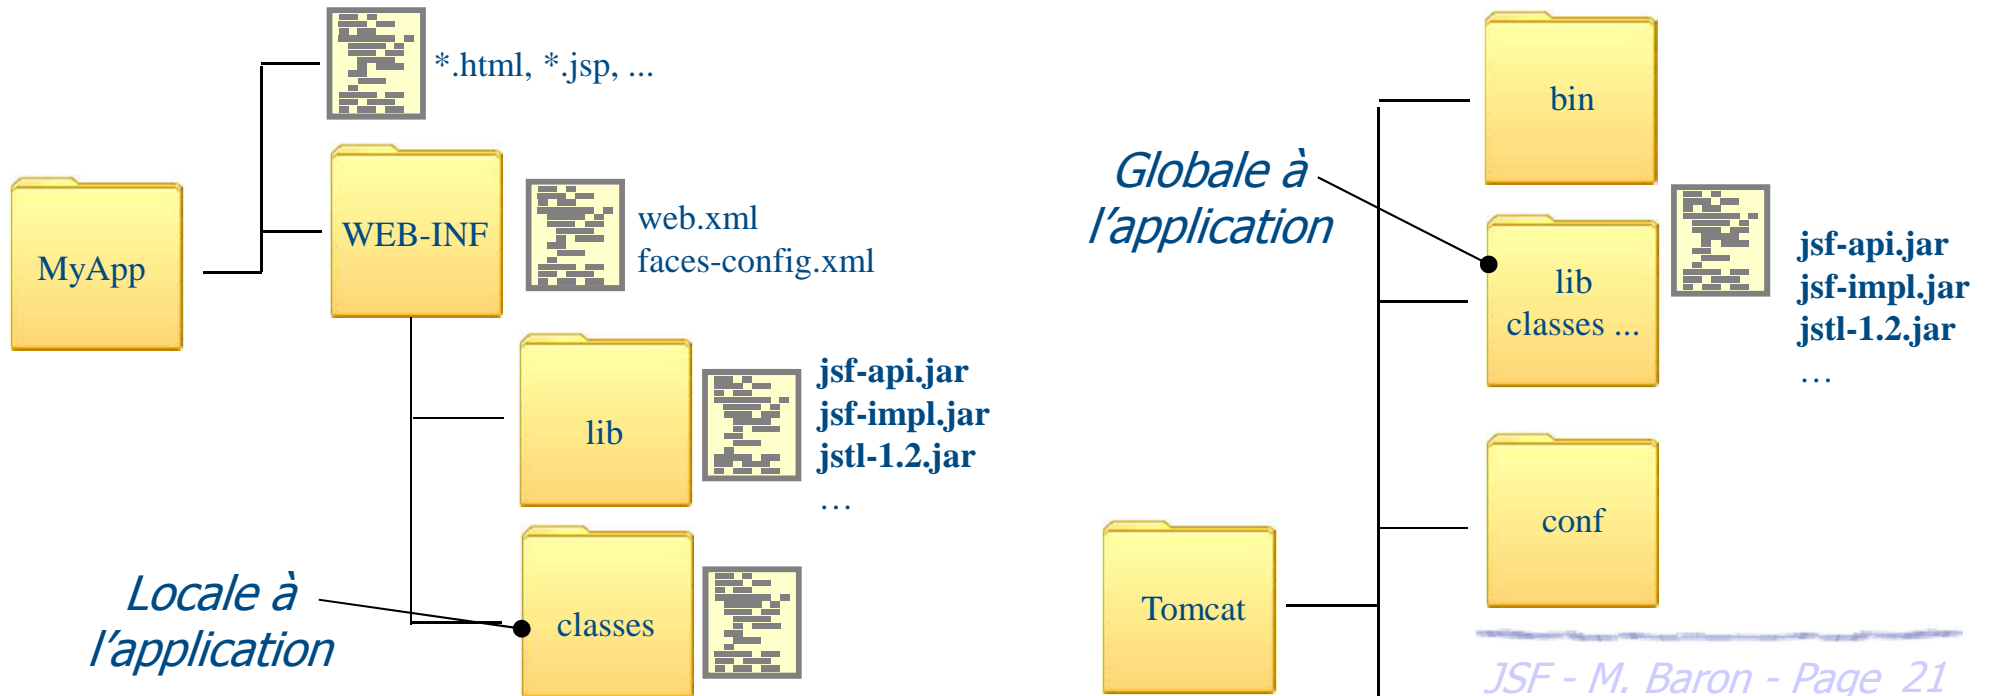 *.html, *.jsp, ...
MyApp
WEB-INF
web.xml
faces-config.xml
lib
jsf-api.jar
jsf-impl.jar
jstl-1.2.jar
…
Locale à
l’application
classes
Globale à
l’application
bin
lib
classes ...
jsf-api.jar
jsf-impl.jar
jstl-1.2.jar
…
conf
Tomcat
JSF - M. Baron - Page 21